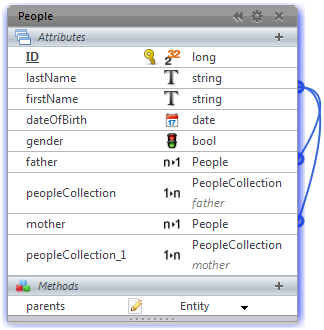 People
Attributes
ID 32 long
lastName T string
firstName T string
dateOfBirth 17 date
gender bool
father n▸1 People
peopleCollection 1▸n PeopleCollection
father
mother n▸1 People
peopleCollection_1 1▸n PeopleCollection
mother
Methods
parents Entity